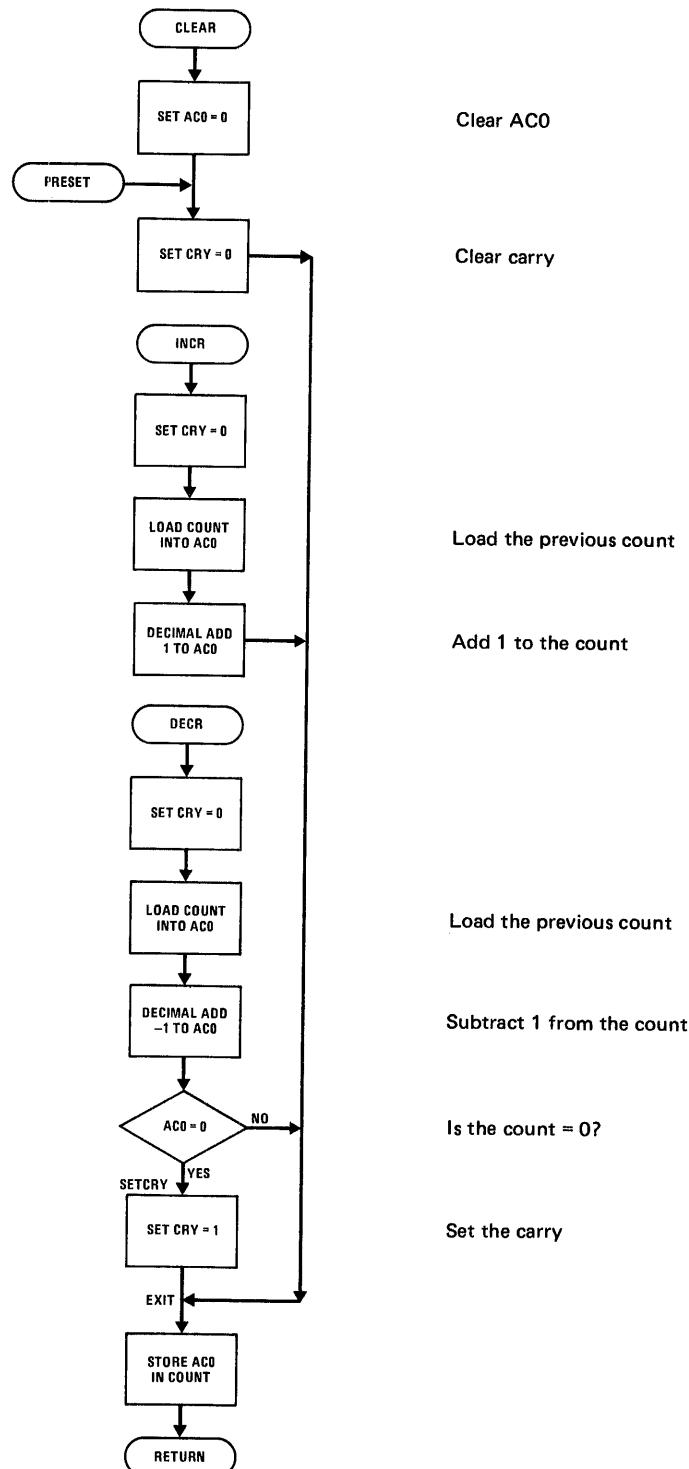 CLEAR
SET AC0 = 0
Clear AC0
PRESET
SET CRY = 0
Clear carry
INCR
SET CRY = 0
LOAD COUNT
INTO AC0
Load the previous count
DECIMAL ADD
1 TO AC0
Add 1 to the count
DECR
SET CRY = 0
LOAD COUNT
INTO AC0
Load the previous count
DECIMAL ADD
–1 TO AC0
Subtract 1 from the count
AC0 = 0
NO
Is the count = 0?
YES
SETCRY
SET CRY = 1
Set the carry
EXIT
STORE AC0
IN COUNT
RETURN